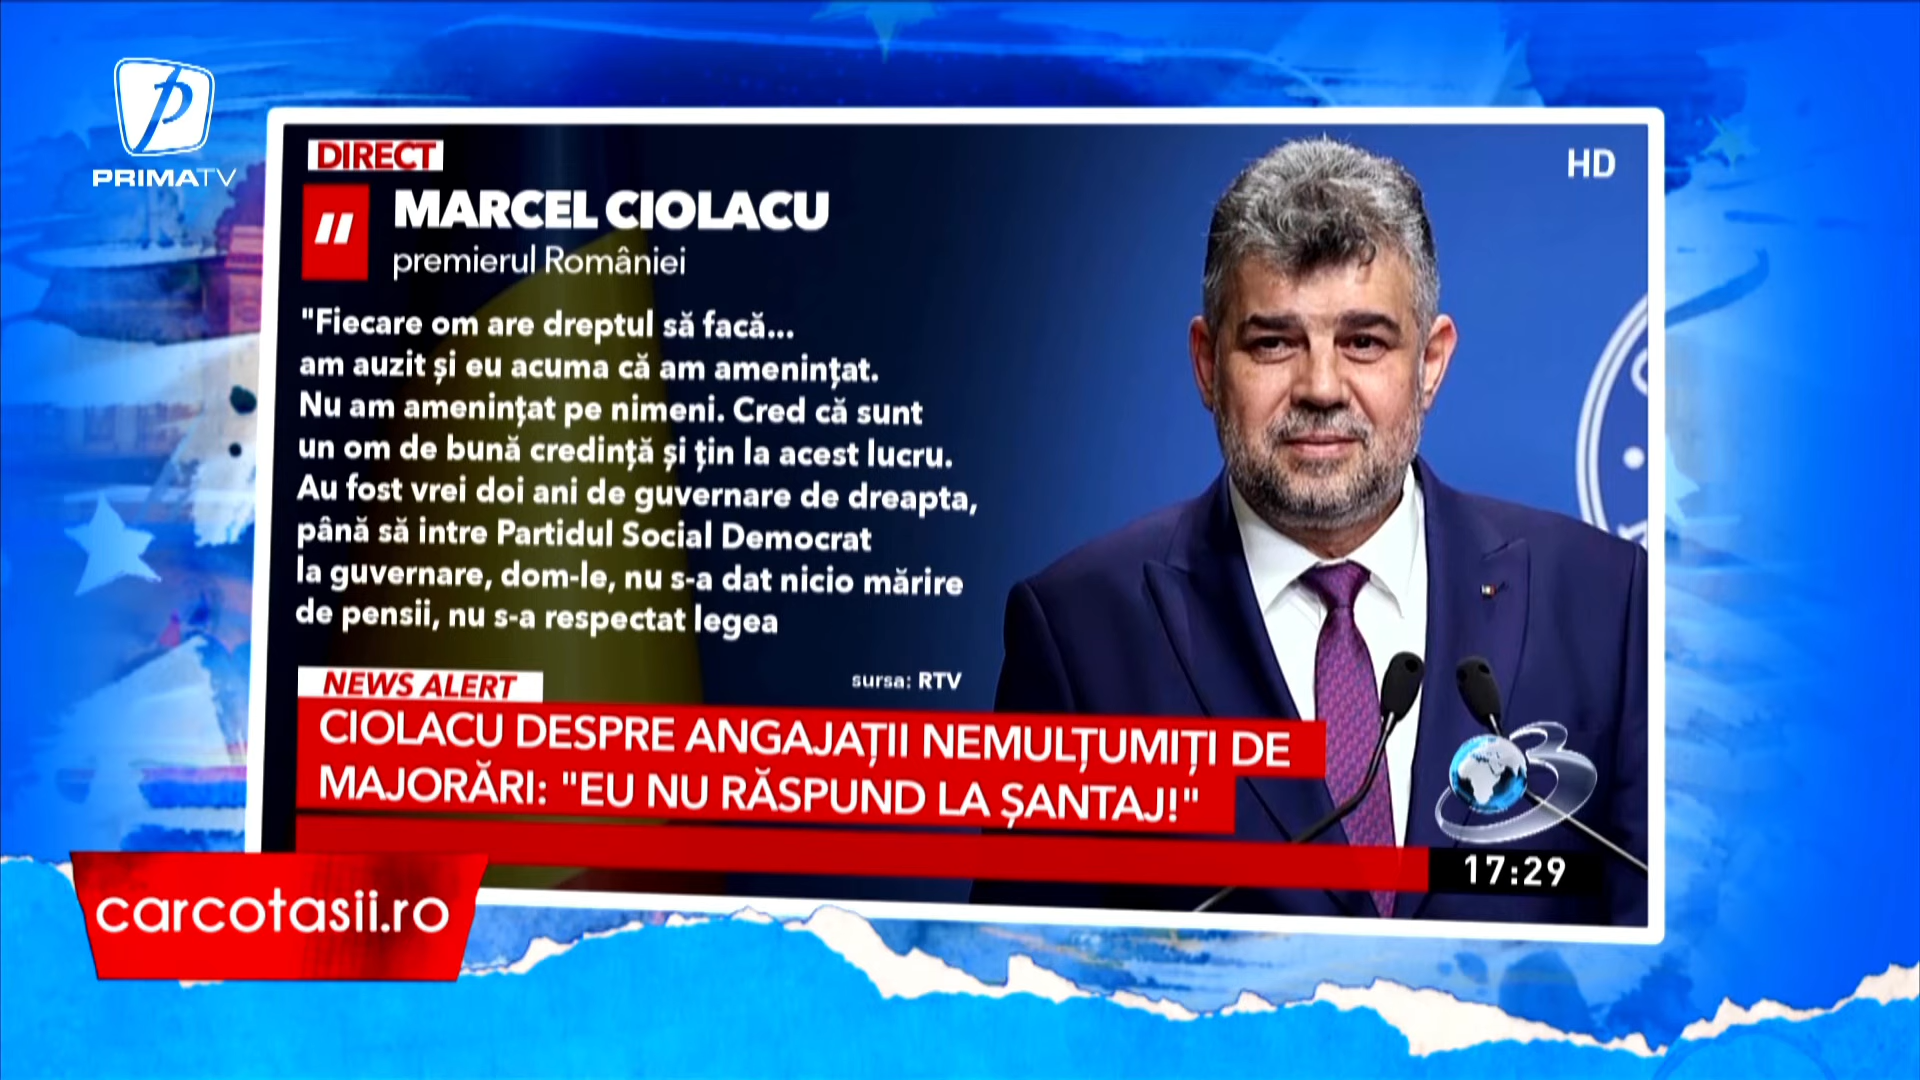 PRIMATV
DIRECT
HD
"
MARCEL CIOLACU
premierul României
"Fiecare om are dreptul să facă...
am auzit și eu acuma că am amenințat.
Nu am amenințat pe nimeni. Cred că sunt
un om de bună credință și țin la acest lucru.
Au fost vrei doi ani de guvernare de dreapta,
până să intre Partidul Social Democrat
la guvernare, dom-le, nu s-a dat nicio mărire
de pensii, nu s-a respectat legea
sursa: RTV
NEWS ALERT
CIOLACU DESPRE ANGAJAȚII NEMULȚUMIȚI DE
MAJORĂRI: "EU NU RĂSPUND LA ȘANTAJ!"
3
17:29
carcotasii.ro